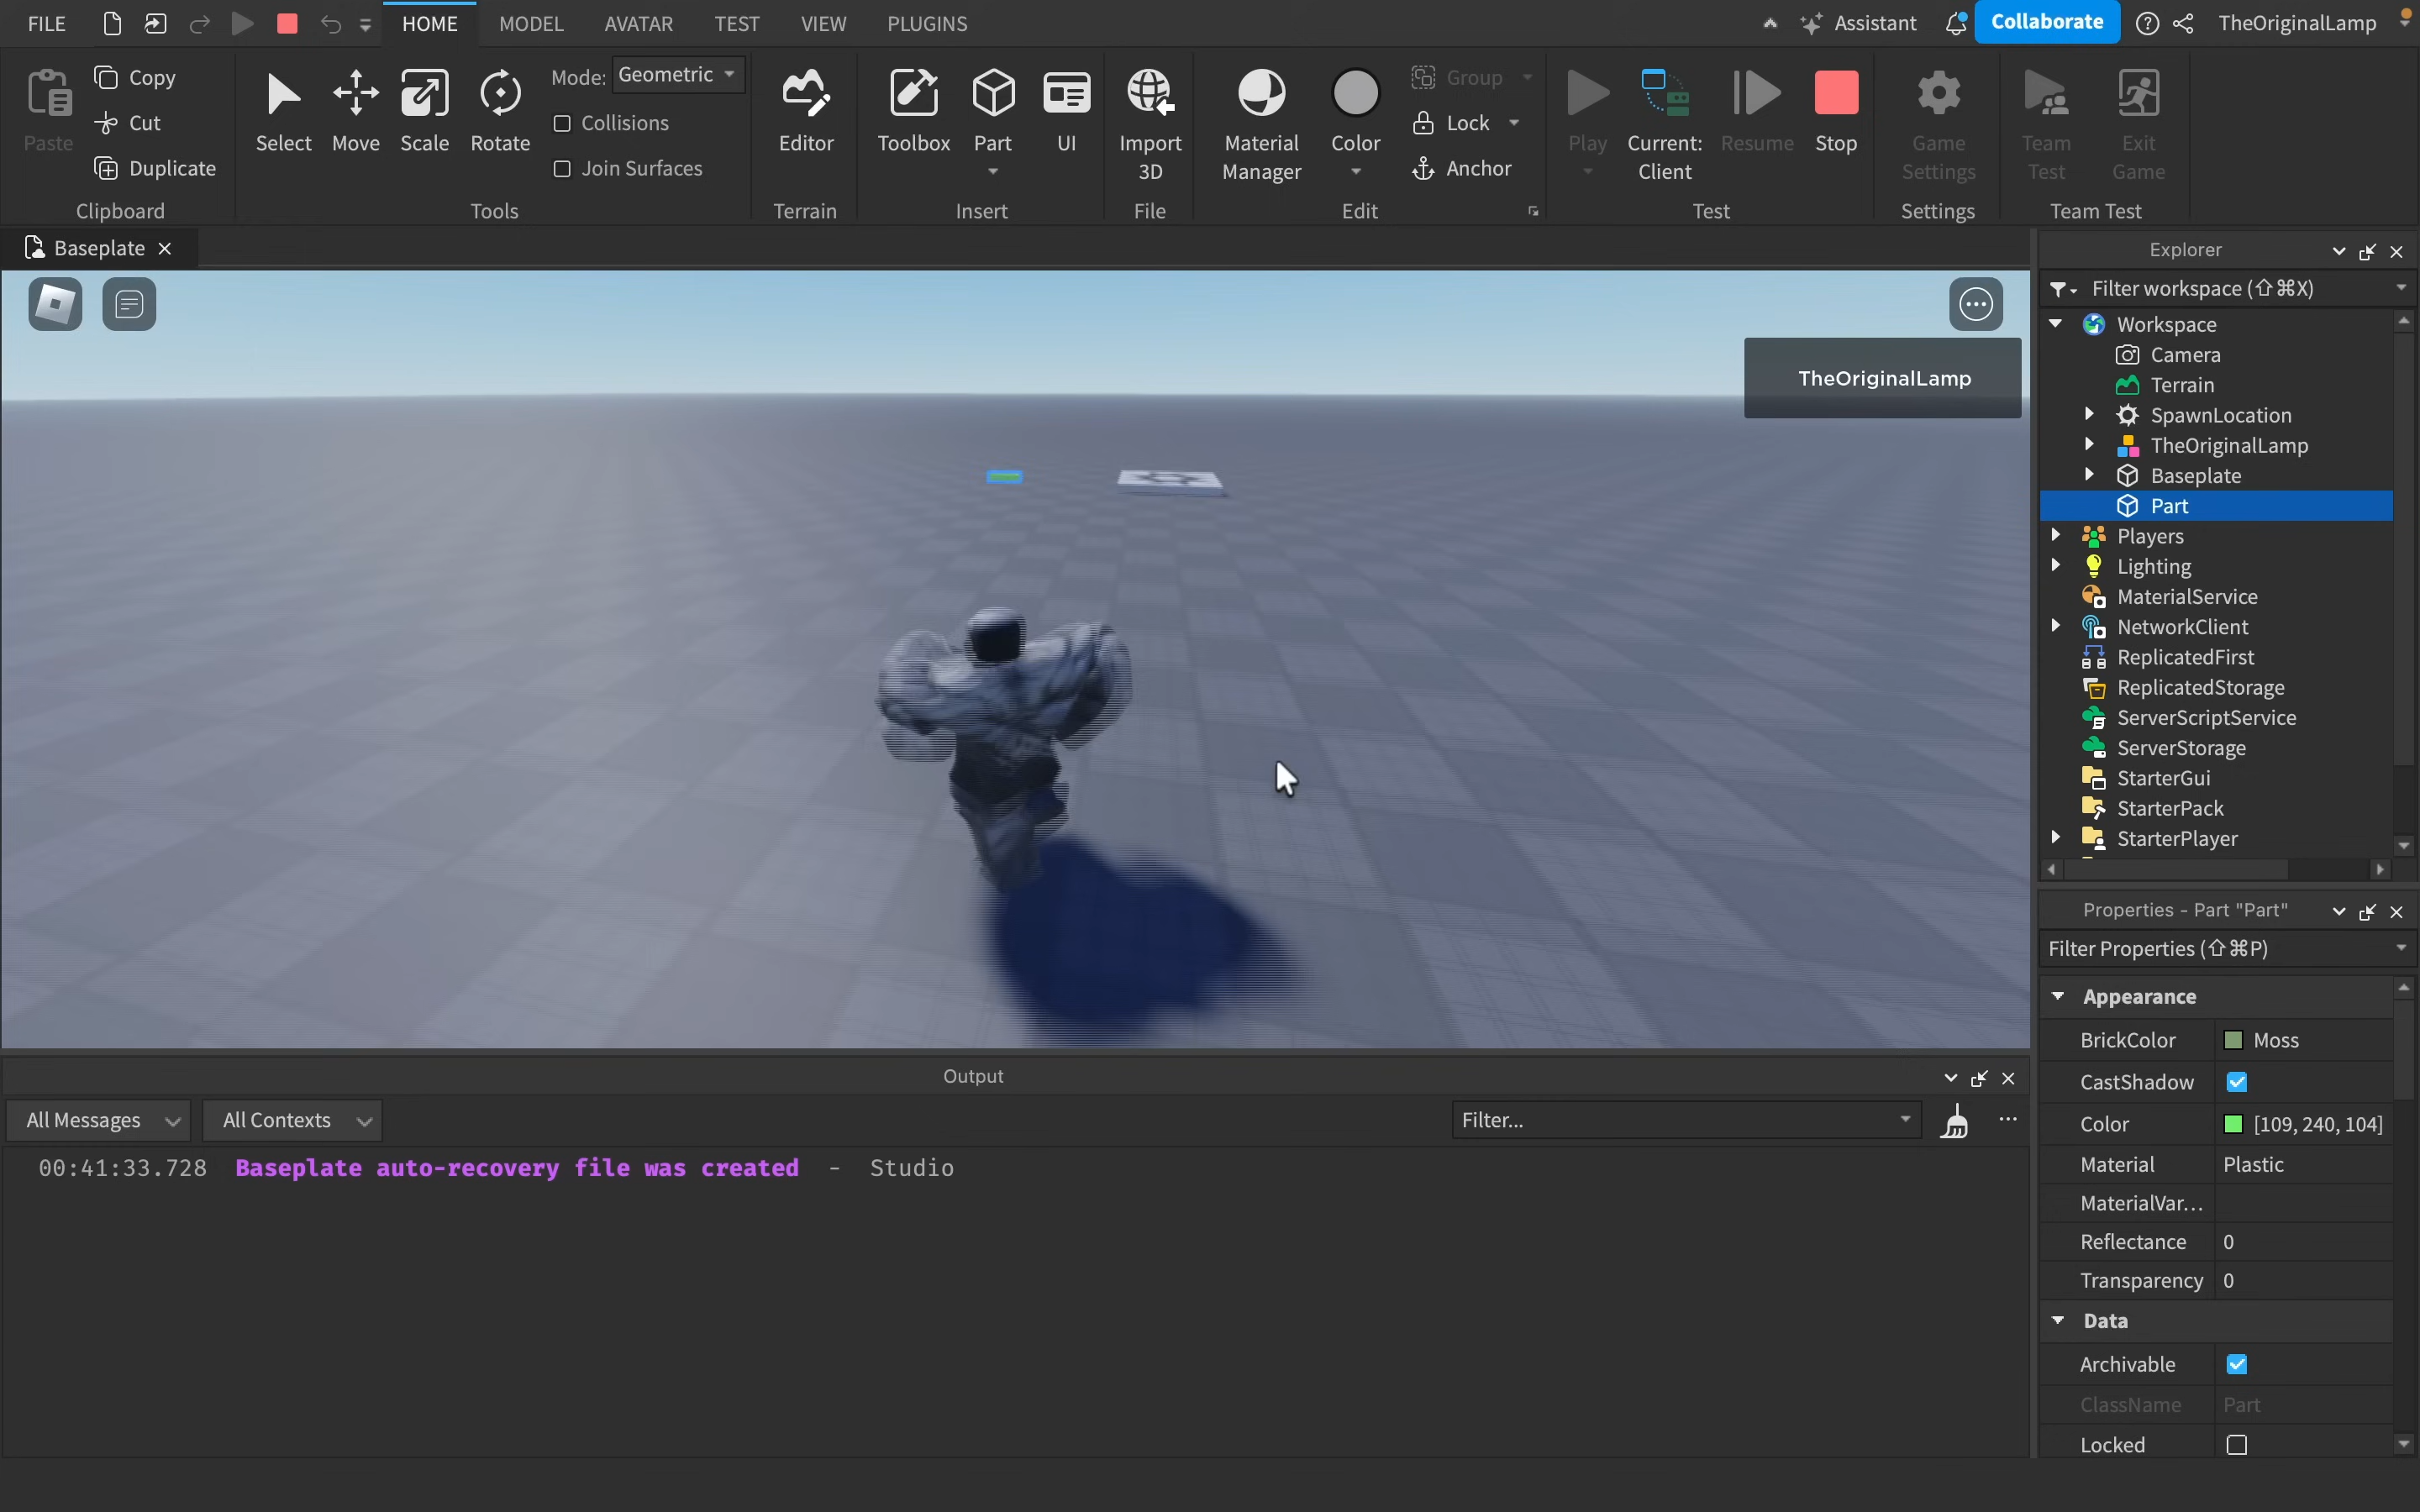 FILE HOME MODEL AVATAR TEST VIEW PLUGINS Assistant Collaborate TheOriginalLamp
Paste Copy Cut Duplicate
Clipboard
Select Move Scale Rotate
Mode: Geometric
Collisions
Join Surfaces
Tools
Editor
Terrain
Toolbox Part UI
Insert
Import
3D
File
Material
Manager
Color
Group
Lock
Anchor
Edit
Play
Current:
Client
Resume
Stop
Test
Game
Settings
Settings
Team
Test
Exit
Game
Team Test
Baseplate
TheOriginalLamp
Explorer
Filter workspace (⇧⌘X)
Workspace
Camera
Terrain
SpawnLocation
TheOriginalLamp
Baseplate
Part
Players
Lighting
MaterialService
NetworkClient
ReplicatedFirst
ReplicatedStorage
ServerScriptService
ServerStorage
StarterGui
StarterPack
StarterPlayer
Properties - Part "Part"
Filter Properties (⇧⌘P)
Appearance
BrickColor Moss
CastShadow
Color [109, 240, 104]
Material Plastic
MaterialVar...
Reflectance 0
Transparency 0
Data
Archivable
ClassName Part
Locked
Output
All Messages All Contexts Filter...
00:41:33.728 Baseplate auto-recovery file was created - Studio